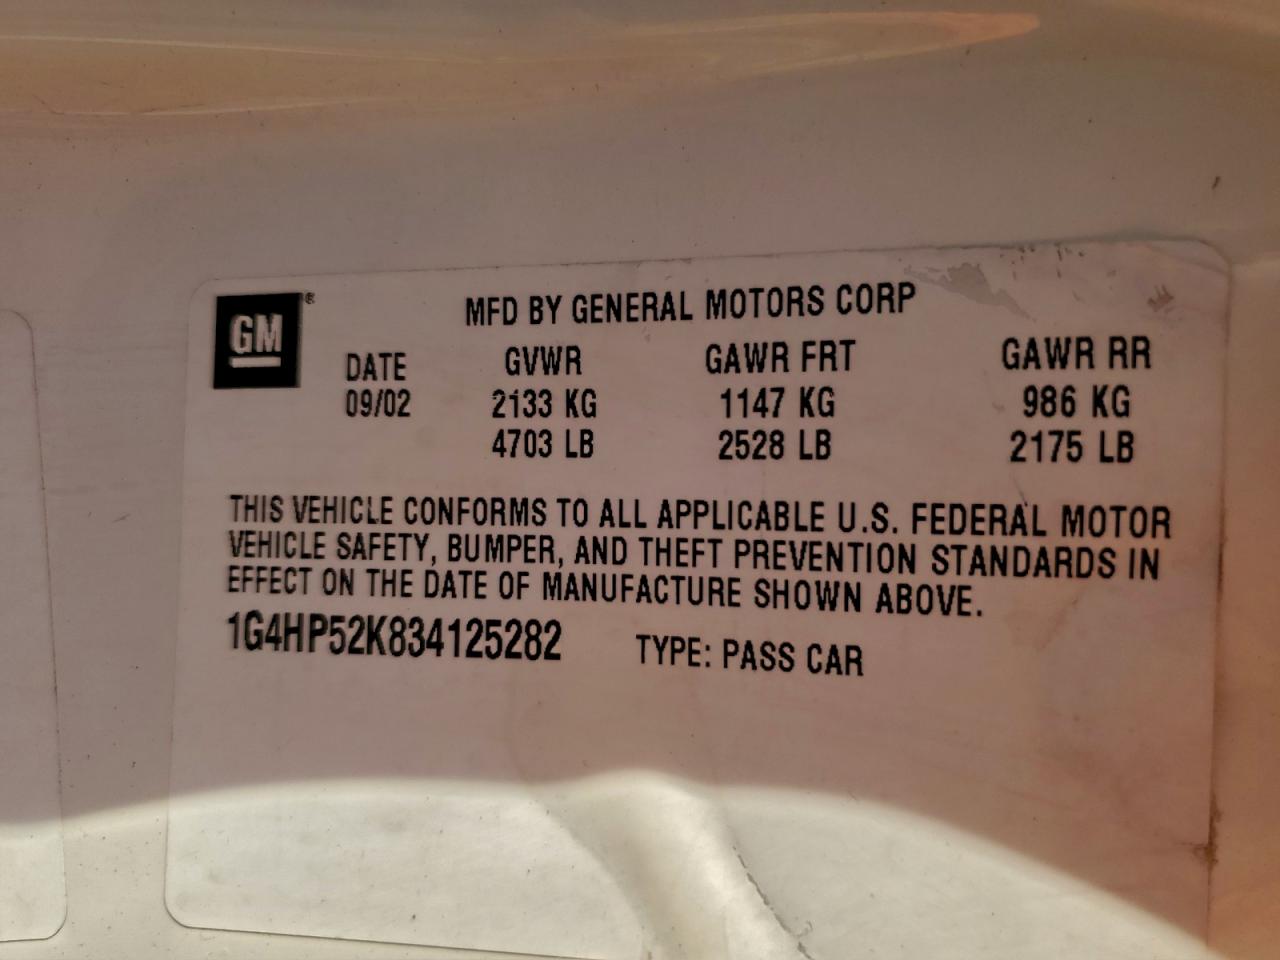 GM®
MFD BY GENERAL MOTORS CORP
DATE GVWR GAWR FRT GAWR RR
09/02 2133 KG 1147 KG 986 KG
4703 LB 2528 LB 2175 LB
THIS VEHICLE CONFORMS TO ALL APPLICABLE U.S. FEDERAL MOTOR
VEHICLE SAFETY, BUMPER, AND THEFT PREVENTION STANDARDS IN
EFFECT ON THE DATE OF MANUFACTURE SHOWN ABOVE.
1G4HP52K834125282 TYPE: PASS CAR